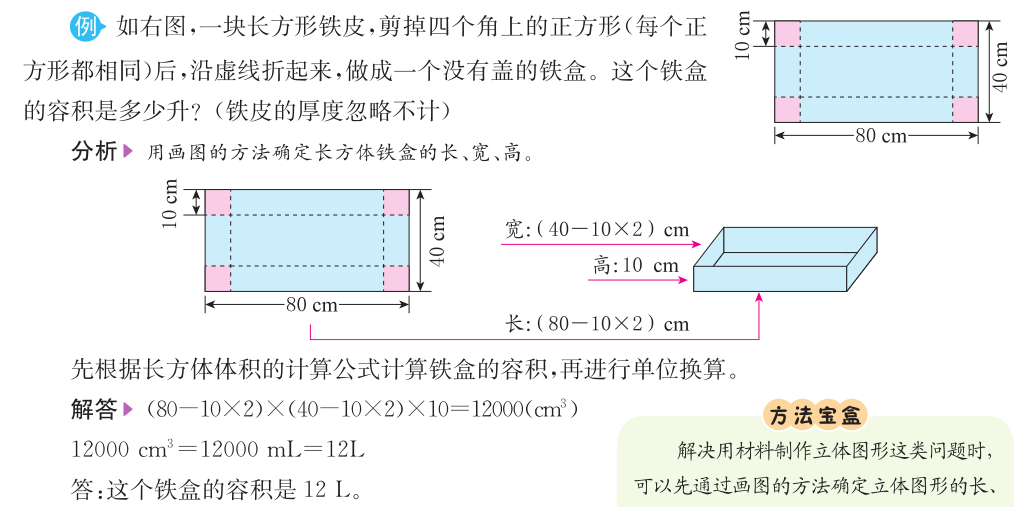 例 如右图,一块长方形铁皮,剪掉四个角上的正方形(每个正
方形都相同)后,沿虚线折起来,做成一个没有盖的铁盒。这个铁盒
的容积是多少升?(铁皮的厚度忽略不计)
10 cm
40 cm
80 cm
分析 用画图的方法确定长方体铁盒的长、宽、高。
10 cm
40 cm
80 cm
宽:(40-10×2) cm
高:10 cm
长:(80-10×2) cm
先根据长方体体积的计算公式计算铁盒的容积,再进行单位换算。
解答 (80-10×2)×(40-10×2)×10=12000(cm³)
12000 cm³=12000 mL=12L
答:这个铁盒的容积是 12 L。
方法宝盒
解决用材料制作立体图形这类问题时,
可以先通过画图的方法确定立体图形的长、